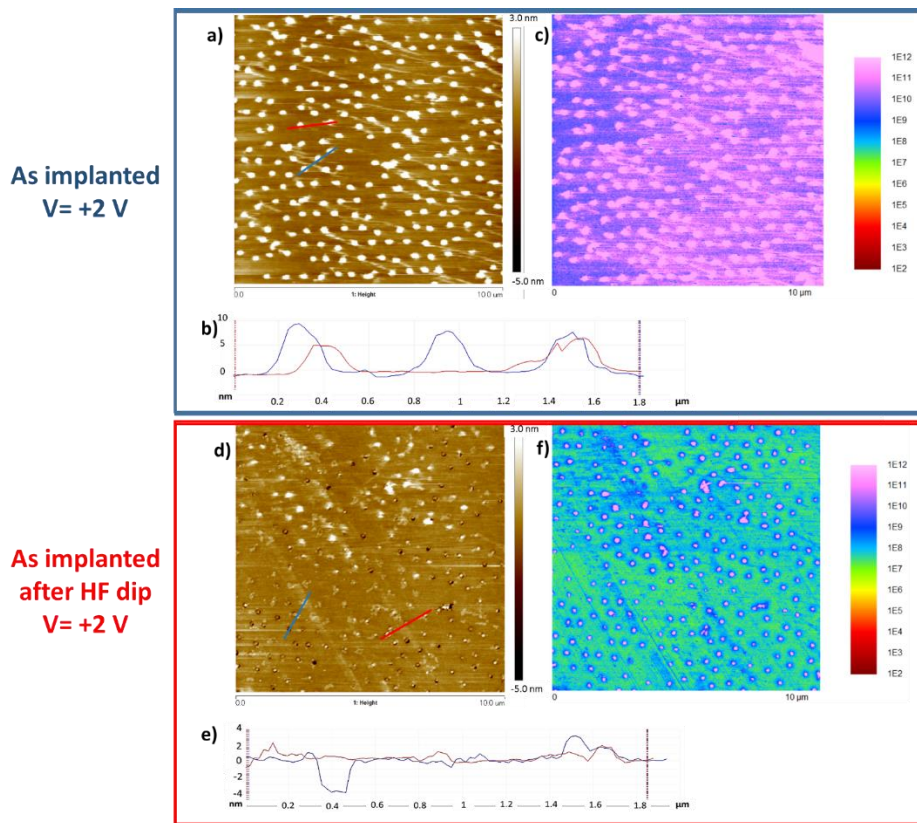 As implanted
V= +2 V
a)
3.0 nm
-5.0 nm
0.0
1: Height
10.0 um
c)
0
10 µm
1E12
1E11
1E10
1E9
1E8
1E7
1E6
1E5
1E4
1E3
1E2
b)
10
5
0
nm
0.2
0.4
0.6
0.8
1
1.2
1.4
1.6
1.8
µm
As implanted
after HF dip
V= +2 V
d)
3.0 nm
-5.0 nm
0.0
1: Height
10.0 um
f)
0
10 µm
1E12
1E11
1E10
1E9
1E8
1E7
1E6
1E5
1E4
1E3
1E2
e)
4
2
0
-2
-4
nm
0.2
0.4
0.6
0.8
1
1.2
1.4
1.6
1.8
µm